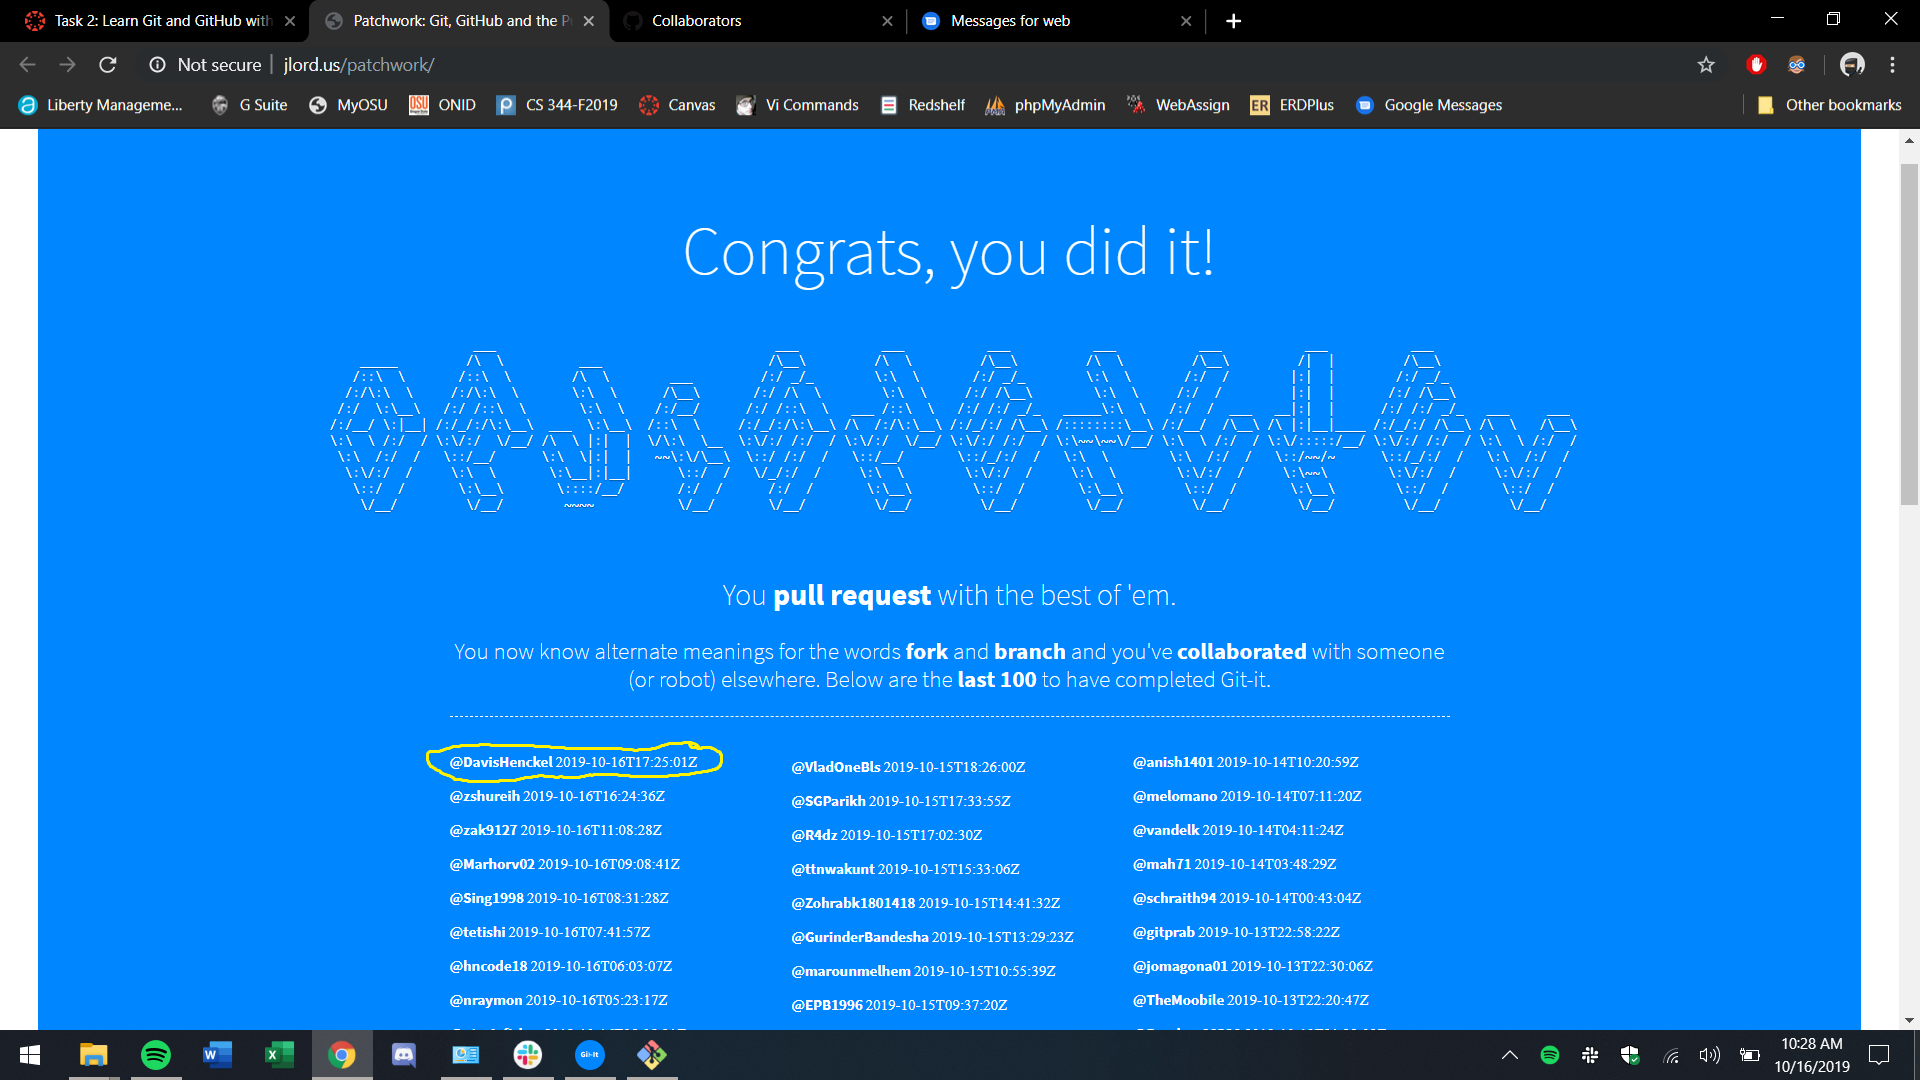 Task 2: Learn Git and GitHub with
Patchwork: Git, GitHub and the P
Collaborators
Messages for web
Not secure | jlord.us/patchwork/
Liberty Manageme...
G Suite
MyOSU
OSU
ONID
CS 344-F2019
Canvas
Vi Commands
Redshelf
phpMyAdmin
WebAssign
ER
ERDPlus
Google Messages
Other bookmarks
Congrats, you did it!
You pull request with the best of 'em.
You now know alternate meanings for the words fork and branch and you've collaborated with someone
(or robot) elsewhere. Below are the last 100 to have completed Git-it.
@DavisHenckel 2019-10-16T17:25:01Z
@zshureih 2019-10-16T16:24:36Z
@zak9127 2019-10-16T11:08:28Z
@Marhorv02 2019-10-16T09:08:41Z
@Sing1998 2019-10-16T08:31:28Z
@tetishi 2019-10-16T07:41:57Z
@hncode18 2019-10-16T06:03:07Z
@nraymon 2019-10-16T05:23:17Z
@VladOneBls 2019-10-15T18:26:00Z
@SGParikh 2019-10-15T17:33:55Z
@R4dz 2019-10-15T17:02:30Z
@ttnwakunt 2019-10-15T15:33:06Z
@Zohrabk1801418 2019-10-15T14:41:32Z
@GurinderBandesha 2019-10-15T13:29:23Z
@marounmelhem 2019-10-15T10:55:39Z
@EPB1996 2019-10-15T09:37:20Z
@anish1401 2019-10-14T10:20:59Z
@melomano 2019-10-14T07:11:20Z
@vandelk 2019-10-14T04:11:24Z
@mah71 2019-10-14T03:48:29Z
@schraith94 2019-10-14T00:43:04Z
@gitprab 2019-10-13T22:58:22Z
@jomagona01 2019-10-13T22:30:06Z
@TheMoobile 2019-10-13T22:20:47Z
Git-It
10:28 AM
10/16/2019